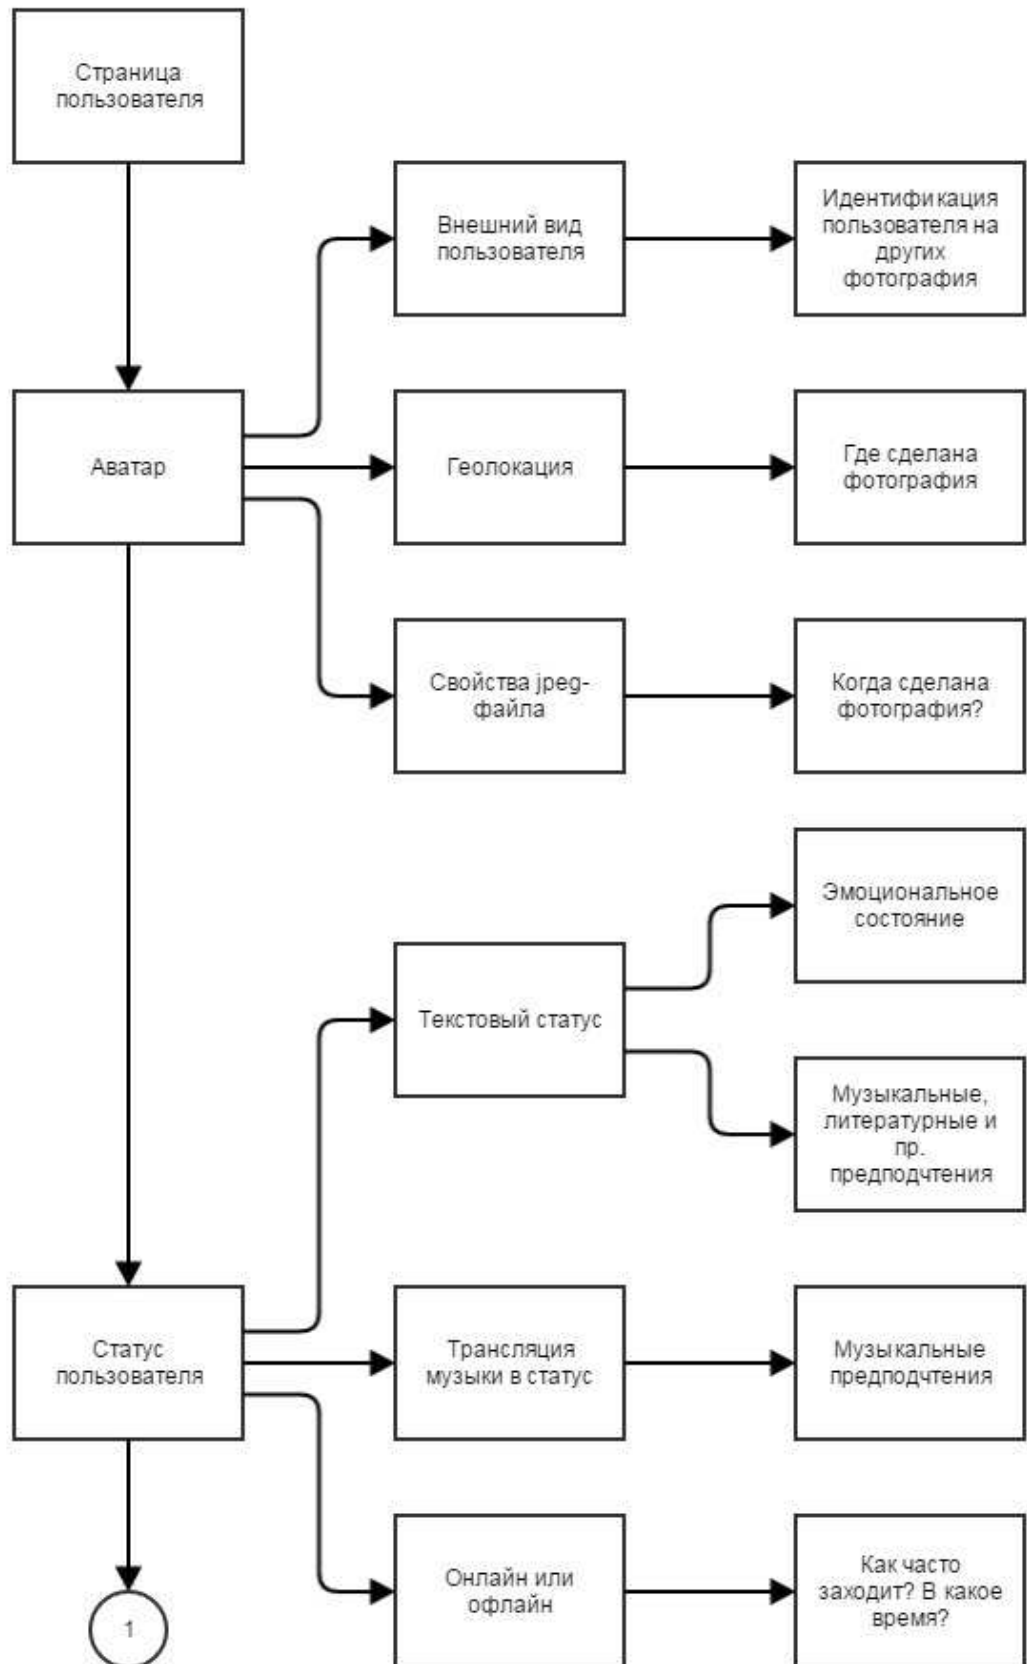 Страница
пользователя
Внешний вид
пользователя
Идентификация
пользователя на
других
фотография
Аватар
Геолокация
Где сделана
фотография
Свойства jpeg-
файла
Когда сделана
фотография?
Эмоциональное
состояние
Текстовый статус
Музыкальные,
литературные и
пр.
предподчтения
Статус
пользователя
Трансляция
музыки в статус
Музыкальные
предподчтения
Онлайн или
офлайн
Как часто
заходит? В какое
время?
1